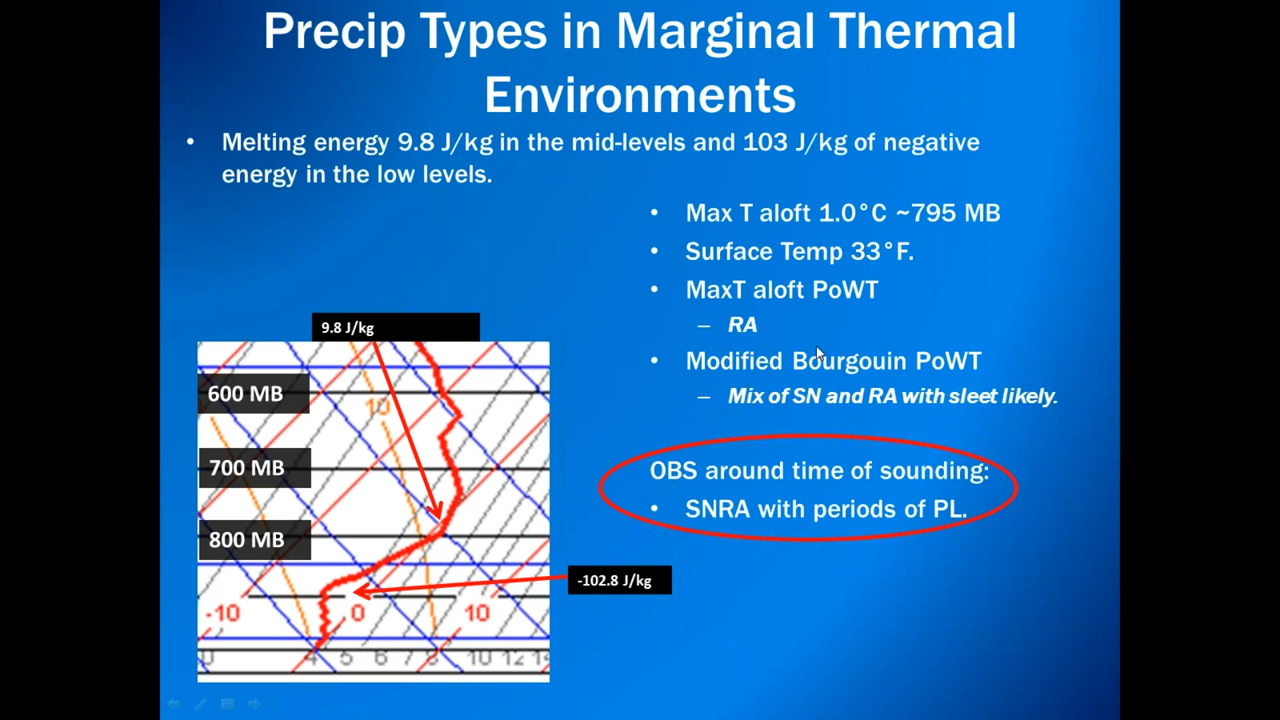 Precip Types in Marginal Thermal
Environments
• Melting energy 9.8 J/kg in the mid-levels and 103 J/kg of negative
energy in the low levels.
• Max T aloft 1.0°C ~795 MB
• Surface Temp 33°F.
• MaxT aloft PoWT
– RA
• Modified Bourgouin PoWT
– Mix of SN and RA with sleet likely.
OBS around time of sounding:
• SNRA with periods of PL.
9.8 J/kg
600 MB
10
700 MB
800 MB
-102.8 J/kg
-10 0 10
0 4 5 6 7 8 10 12 14